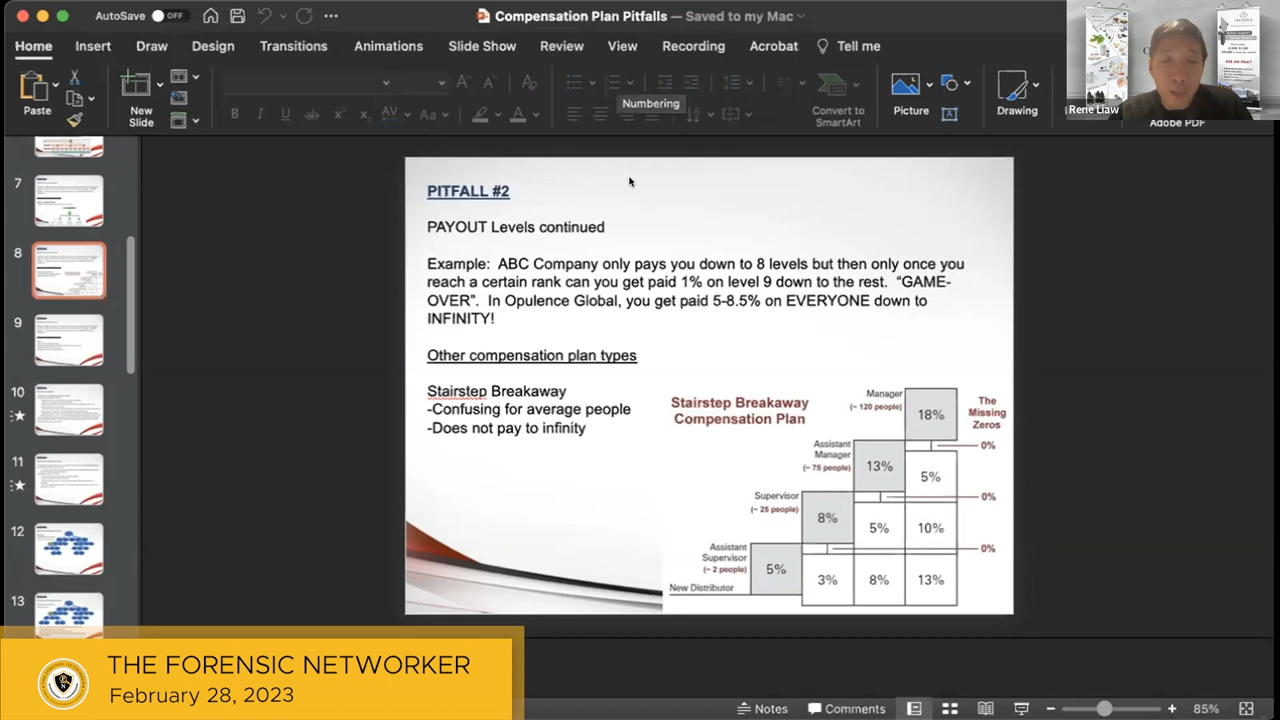 AutoSave OFF
Compensation Plan Pitfalls — Saved to my Mac
Home Insert Draw Design Transitions Animations Slide Show Review View Recording Acrobat Tell me
Paste
New
Slide
Aa
Numbering
Convert to
SmartArt
Picture
Drawing
Adobe PDF
Rene Liaw
7
8
9
10
11
12
13
PITFALL #2
PAYOUT Levels continued
Example: ABC Company only pays you down to 8 levels but then only once you
reach a certain rank can you get paid 1% on level 9 down to the rest. “GAME-
OVER”. In Opulence Global, you get paid 5-8.5% on EVERYONE down to
INFINITY!
Other compensation plan types
Stairstep Breakaway
-Confusing for average people
-Does not pay to infinity
Stairstep Breakaway
Compensation Plan
Manager
(~ 120 people)
18%
The
Missing
Zeros
0%
Assistant
Manager
(~ 75 people)
13%
5%
0%
Supervisor
(~ 25 people)
8%
5%
10%
0%
Assistant
Supervisor
(~ 2 people)
5%
3%
8%
13%
New Distributor
THE FORENSIC NETWORKER
February 28, 2023
Notes Comments 85%